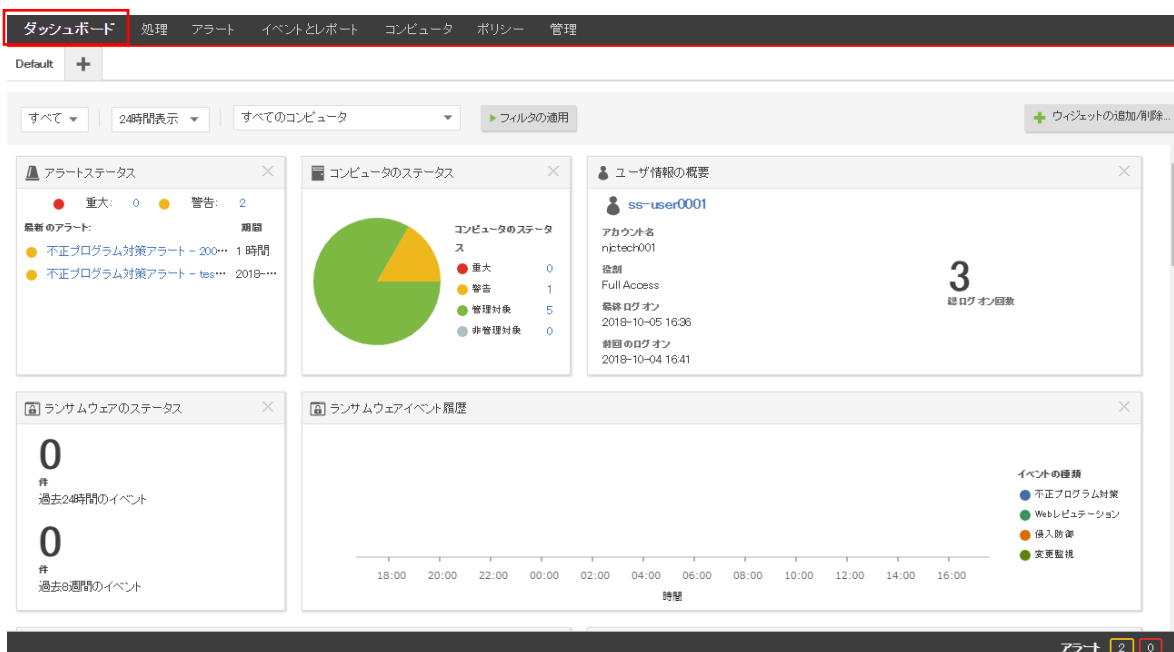 ダッシュボード 処理 アラート イベントとレポート コンピュータ ポリシー 管理
Default
すべて 24時間表示 すべてのコンピュータ フィルタの適用 ウィジェットの追加/削除...
アラートステータス
重大: 0 警告: 2
最新のアラート: 期間
不正プログラム対策アラート - 200… 1 時間
不正プログラム対策アラート - tes… 2018-…
コンピュータのステータス
コンピュータのステータ
ス
重大 0
警告 1
管理対象 5
非管理対象 0
ユーザ情報の概要
ss-user0001
アカウント名
njctech001
役割
Full Access
最終ログオン
2018-10-05 16:36
前回のログオン
2018-10-04 16:41
3
総ログオン回数
ランサムウェアのステータス
0
件
過去24時間のイベント
0
件
過去8週間のイベント
ランサムウェアイベント履歴
イベントの種類
不正プログラム対策
Webレピュテーション
侵入防御
変更監視
18:00 20:00 22:00 00:00 02:00 04:00 06:00 08:00 10:00 12:00 14:00 16:00
時間
アラート 2 0